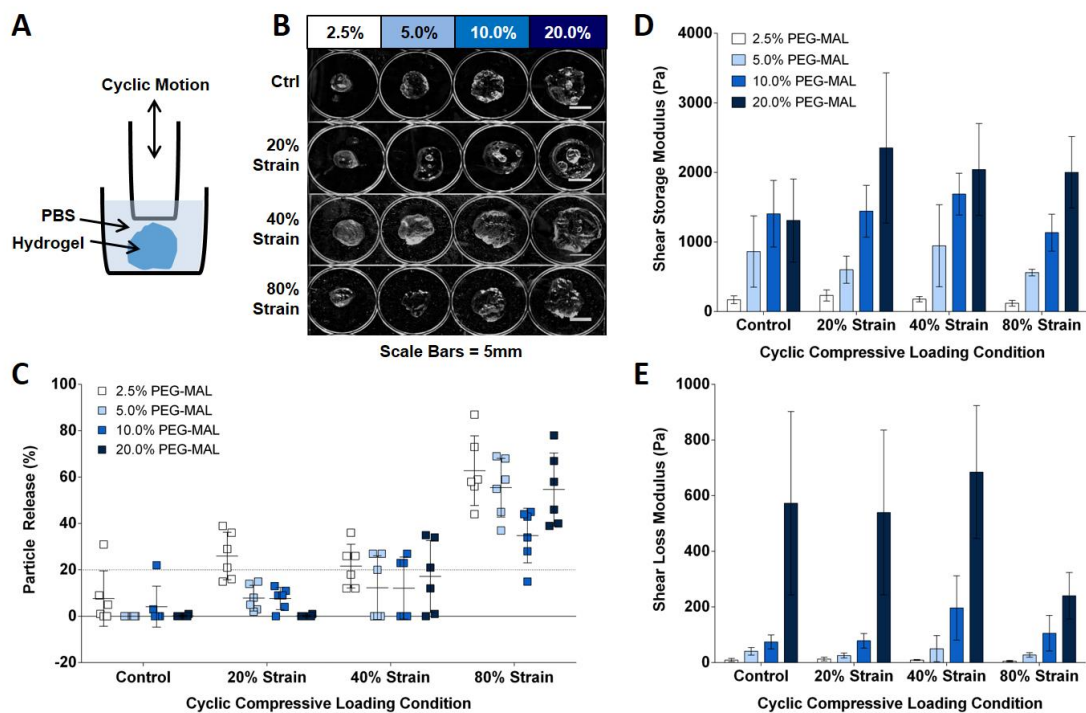 A
Cyclic Motion
PBS
Hydrogel
B
2.5% 5.0% 10.0% 20.0%
Ctrl
20%
Strain
40%
Strain
80%
Strain
Scale Bars = 5mm
C
2.5% PEG-MAL
5.0% PEG-MAL
10.0% PEG-MAL
20.0% PEG-MAL
Particle Release (%)
100
80
60
40
20
0
-20
Control 20% Strain 40% Strain 80% Strain
Cyclic Compressive Loading Condition
D
2.5% PEG-MAL
5.0% PEG-MAL
10.0% PEG-MAL
20.0% PEG-MAL
Shear Storage Modulus (Pa)
4000
3000
2000
1000
0
Control 20% Strain 40% Strain 80% Strain
Cyclic Compressive Loading Condition
E
Shear Loss Modulus (Pa)
1000
800
600
400
200
0
Control 20% Strain 40% Strain 80% Strain
Cyclic Compressive Loading Condition